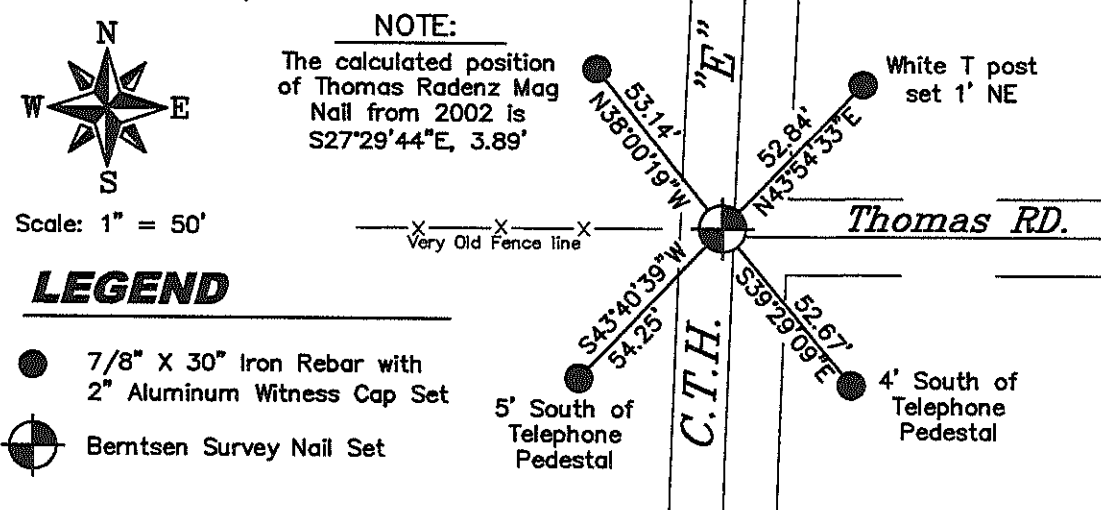 N
W E
S
Scale: 1" = 50'
NOTE:
The calculated position
of Thomas Radenz Mag
Nail from 2002 is
S27°29'44"E, 3.89'
53.14'
N38°00'19"W
"E"
52.84'
N43°54'33"E
White T post
set 1' NE
Very Old Fence line
X X X
Thomas RD.
S43°40'39"W
54.25'
52.67'
S39°29'09"E
C.T.H.
5' South of
Telephone
Pedestal
4' South of
Telephone
Pedestal
LEGEND
7/8" X 30" Iron Rebar with
2" Aluminum Witness Cap Set
Berntsen Survey Nail Set